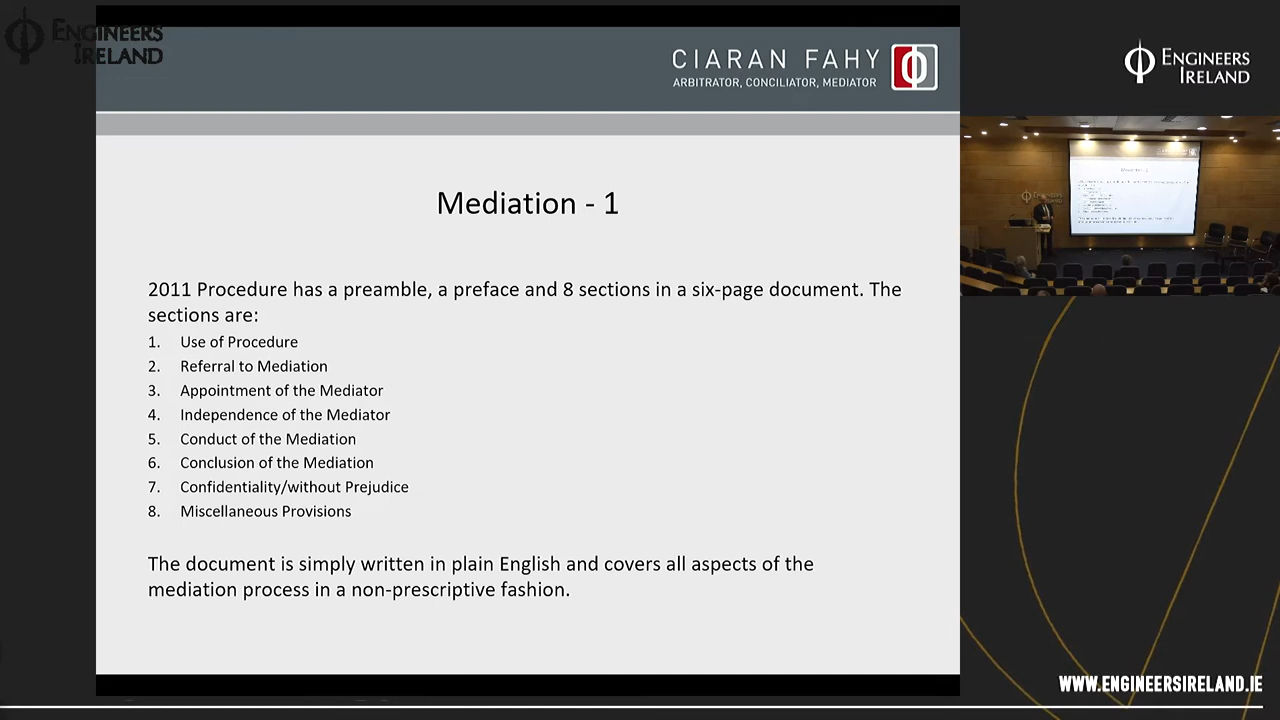 ENGINEERS
IRELAND
CIARAN FAHY
ARBITRATOR, CONCILIATOR, MEDIATOR
ENGINEERS
IRELAND
Mediation - 1
2011 Procedure has a preamble, a preface and 8 sections in a six-page document. The
sections are:
1. Use of Procedure
2. Referral to Mediation
3. Appointment of the Mediator
4. Independence of the Mediator
5. Conduct of the Mediation
6. Conclusion of the Mediation
7. Confidentiality/without Prejudice
8. Miscellaneous Provisions
The document is simply written in plain English and covers all aspects of the
mediation process in a non-prescriptive fashion.
WWW.ENGINEERSIRELAND.IE